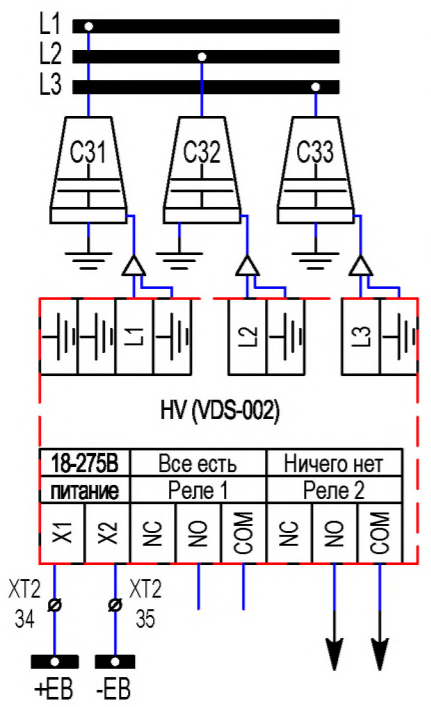 L1
L2
L3
C31 C32 C33
L1 L2 L3
HV (VDS-002)
18-275В Все есть Ничего нет
питание Реле 1 Реле 2
X1 X2 NC NO COM NC NO COM
XT2 XT2
34 35
+EB -EB